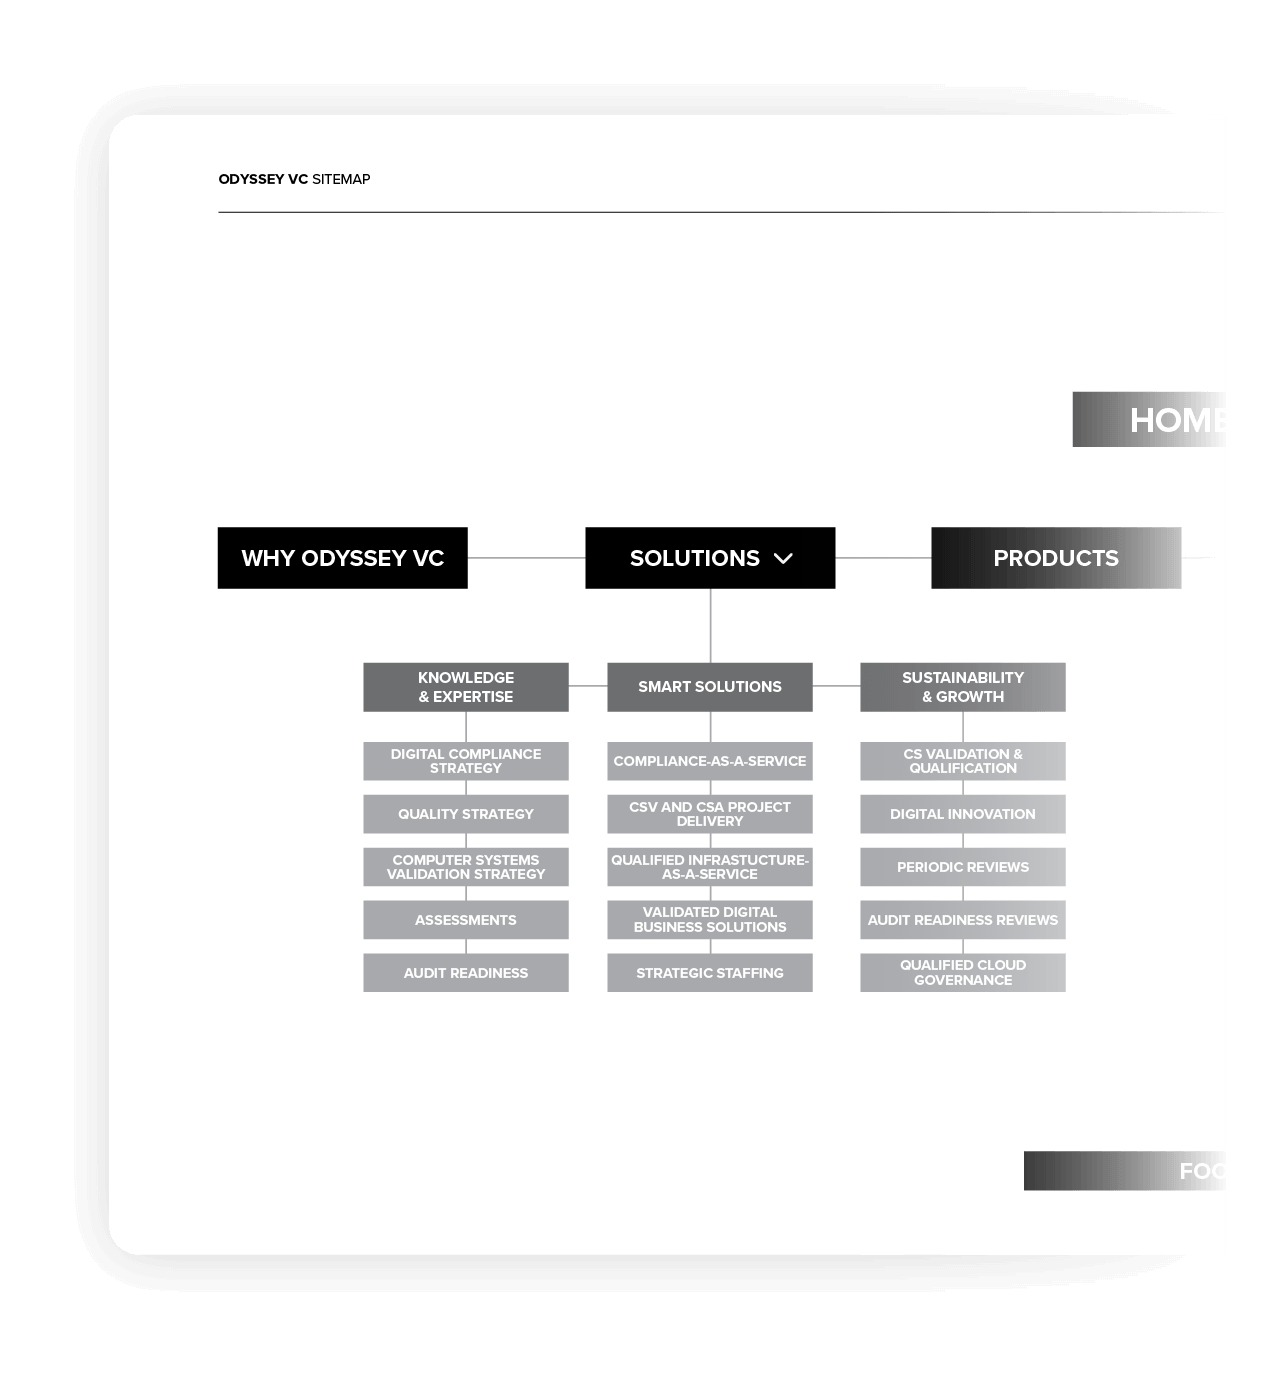 ODYSSEY VC SITEMAP
HOME
WHY ODYSSEY VC
SOLUTIONS
PRODUCTS
KNOWLEDGE
& EXPERTISE
SMART SOLUTIONS
SUSTAINABILITY
& GROWTH
DIGITAL COMPLIANCE
STRATEGY
COMPLIANCE-AS-A-SERVICE
CS VALIDATION &
QUALIFICATION
QUALITY STRATEGY
CSV AND CSA PROJECT
DELIVERY
DIGITAL INNOVATION
COMPUTER SYSTEMS
VALIDATION STRATEGY
QUALIFIED INFRASTUCTURE-
AS-A-SERVICE
PERIODIC REVIEWS
ASSESSMENTS
VALIDATED DIGITAL
BUSINESS SOLUTIONS
AUDIT READINESS REVIEWS
AUDIT READINESS
STRATEGIC STAFFING
QUALIFIED CLOUD
GOVERNANCE